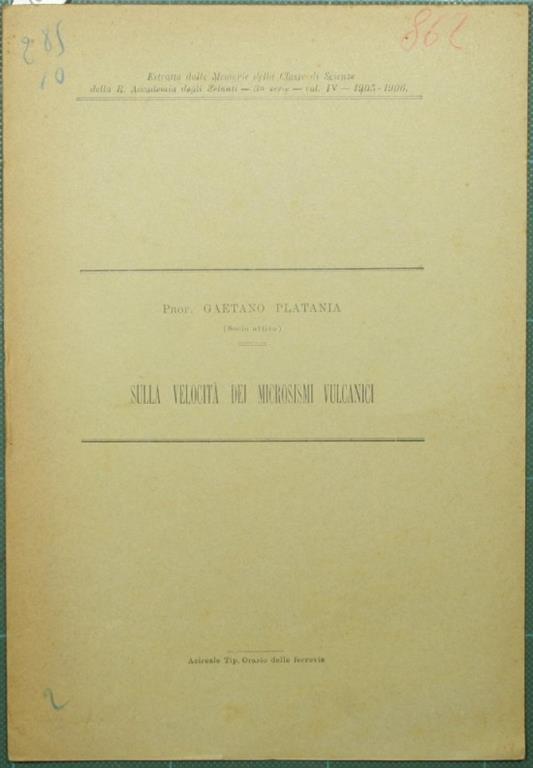 982
10
862
Estratto dalle Memorie della Classe di Scienze
della R. Accademia degli Zelanti — 3a serie — vol. IV — 1905-1906.
Prof. GAETANO PLATANIA
(Socio attivo)
SULLA VELOCITÀ DEI MICROSISMI VULCANICI
Acireale Tip. Orario delle ferrovie
2